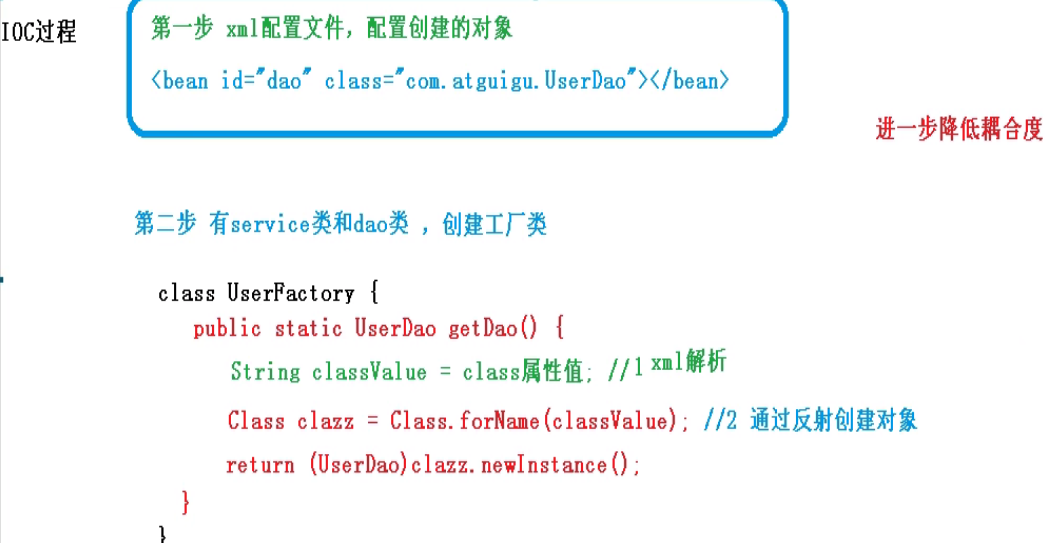 IOC过程
第一步 xml配置文件，配置创建的对象
<bean id="dao" class="com.atguigu.UserDao"></bean>
进一步降低耦合度
第二步 有service类和dao类 ，创建工厂类
class UserFactory {
public static UserDao getDao() {
String classValue = class属性值; //1 xml解析
Class clazz = Class.forName(classValue); //2 通过反射创建对象
return (UserDao)clazz.newInstance();
}
}